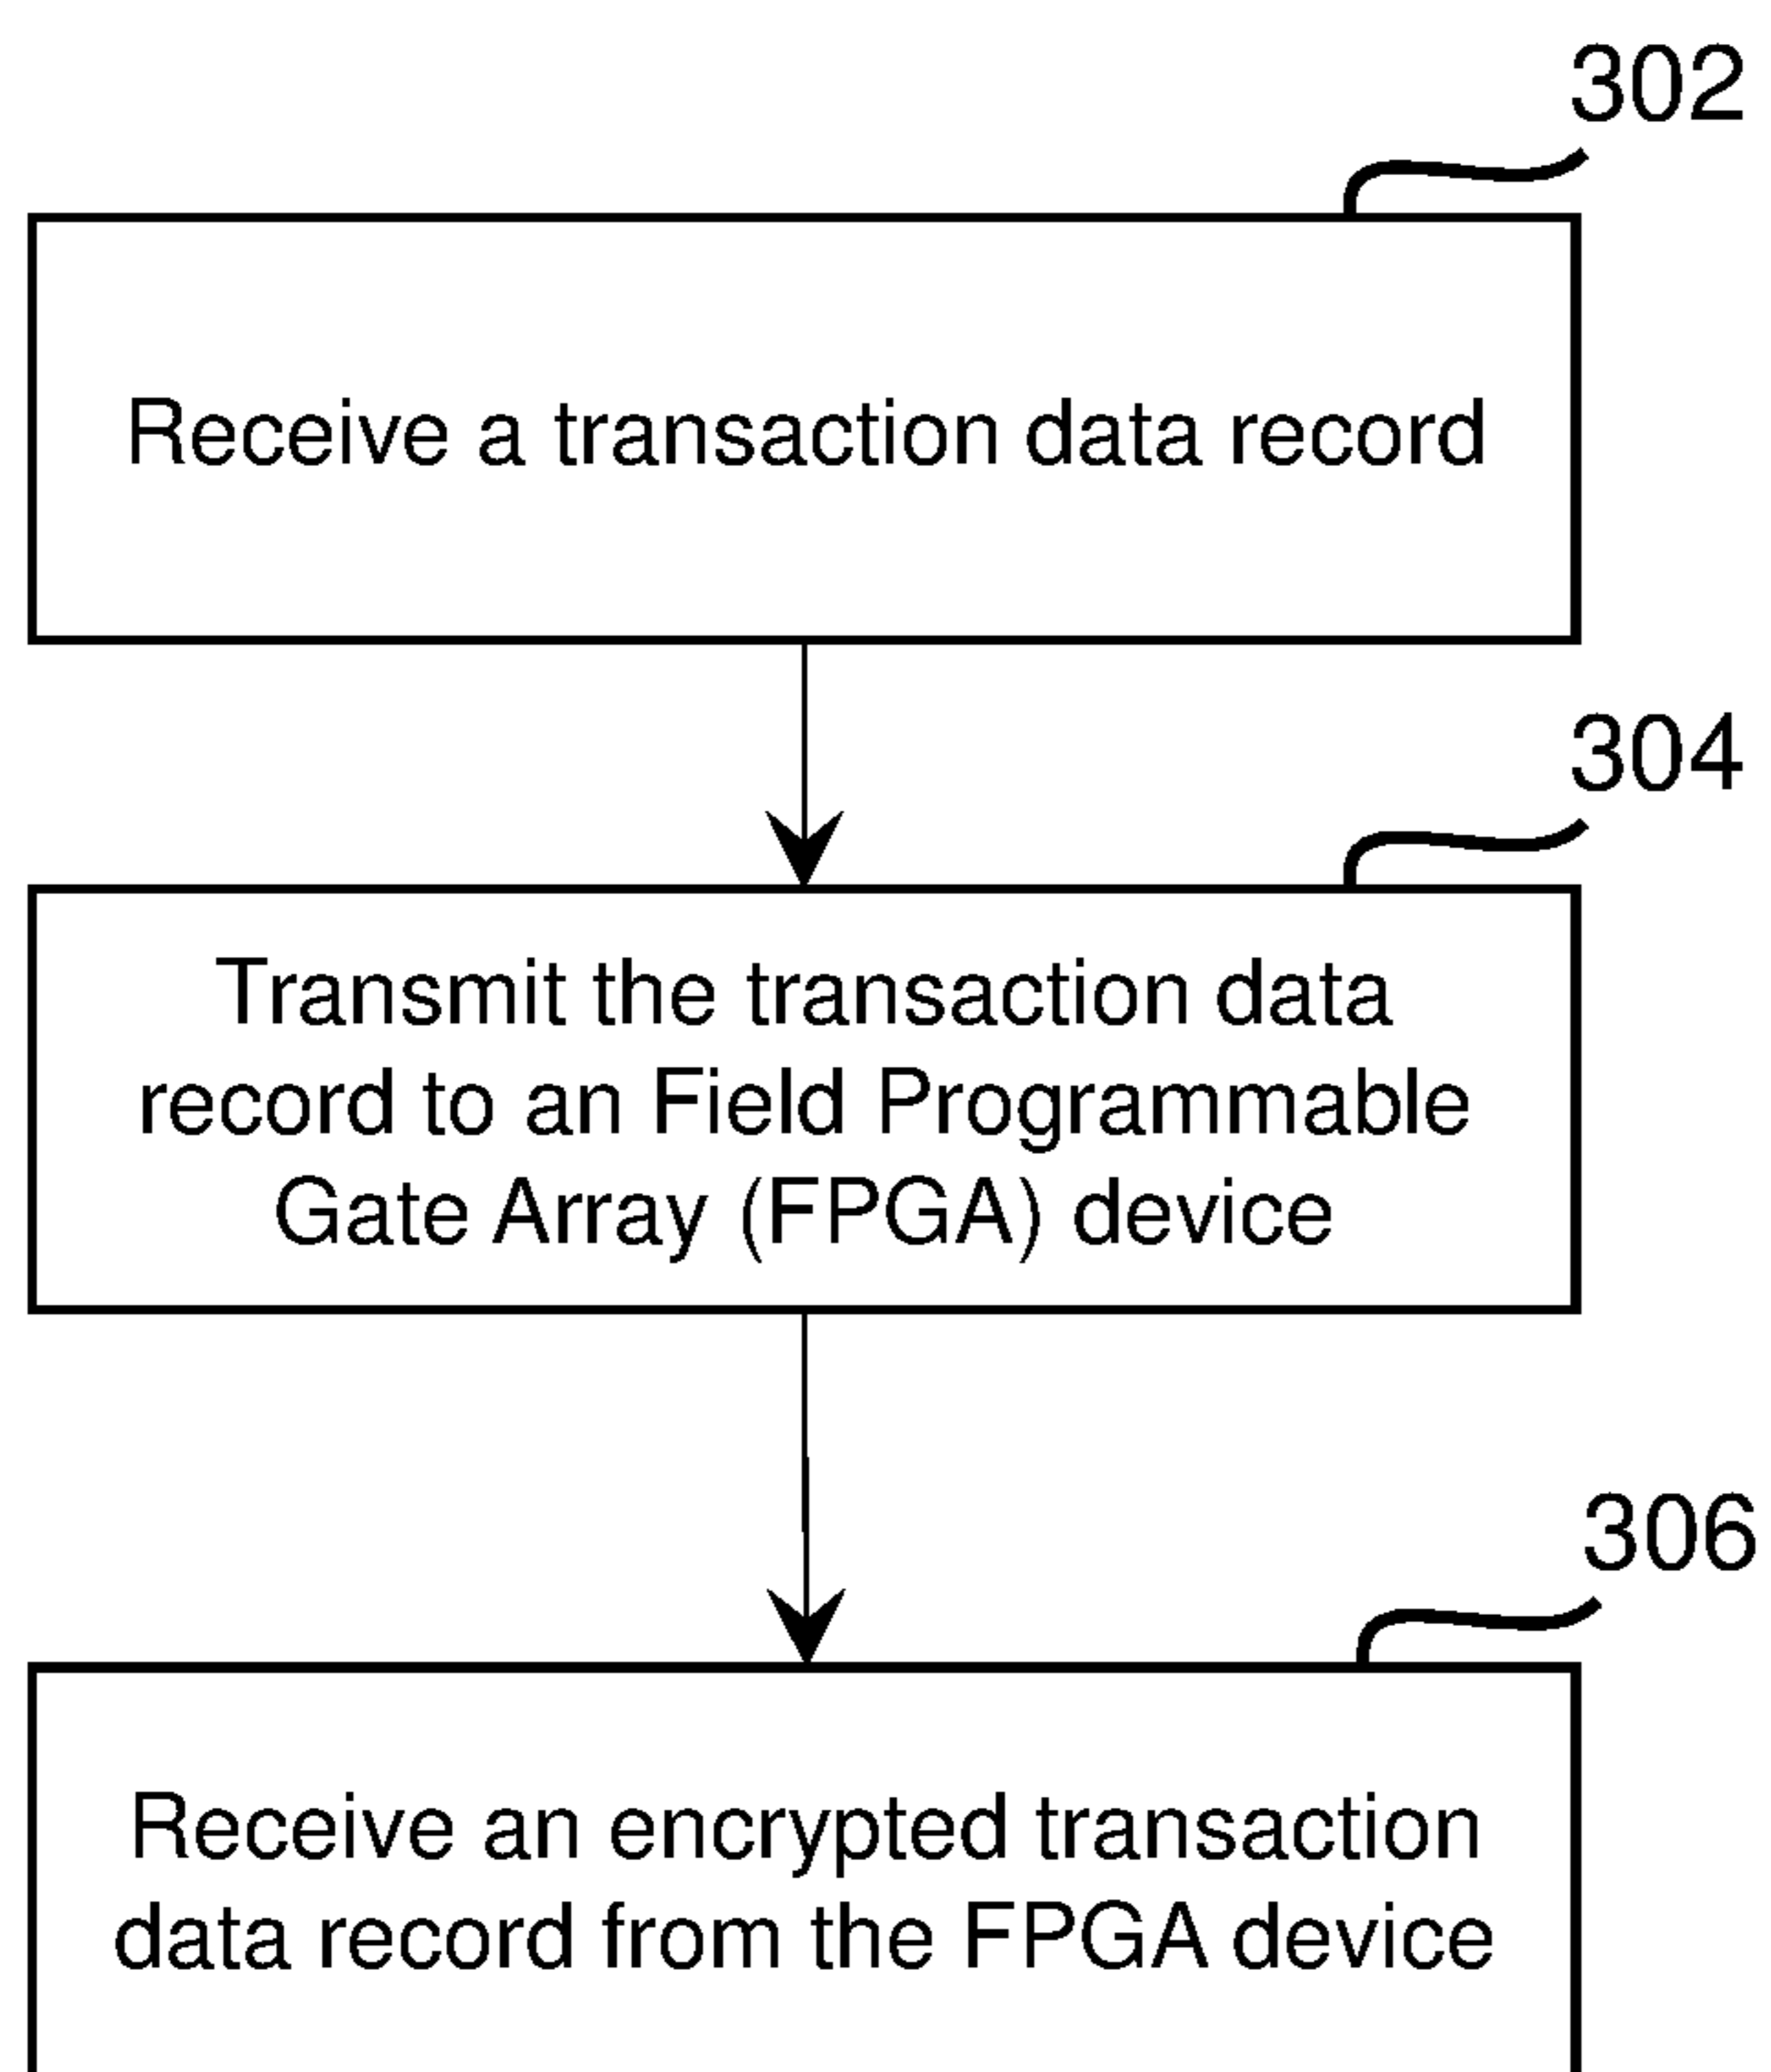 302
Receive a transaction data record
304
Transmit the transaction data
record to an Field Programmable
Gate Array (FPGA) device
306
Receive an encrypted transaction
data record from the FPGA device